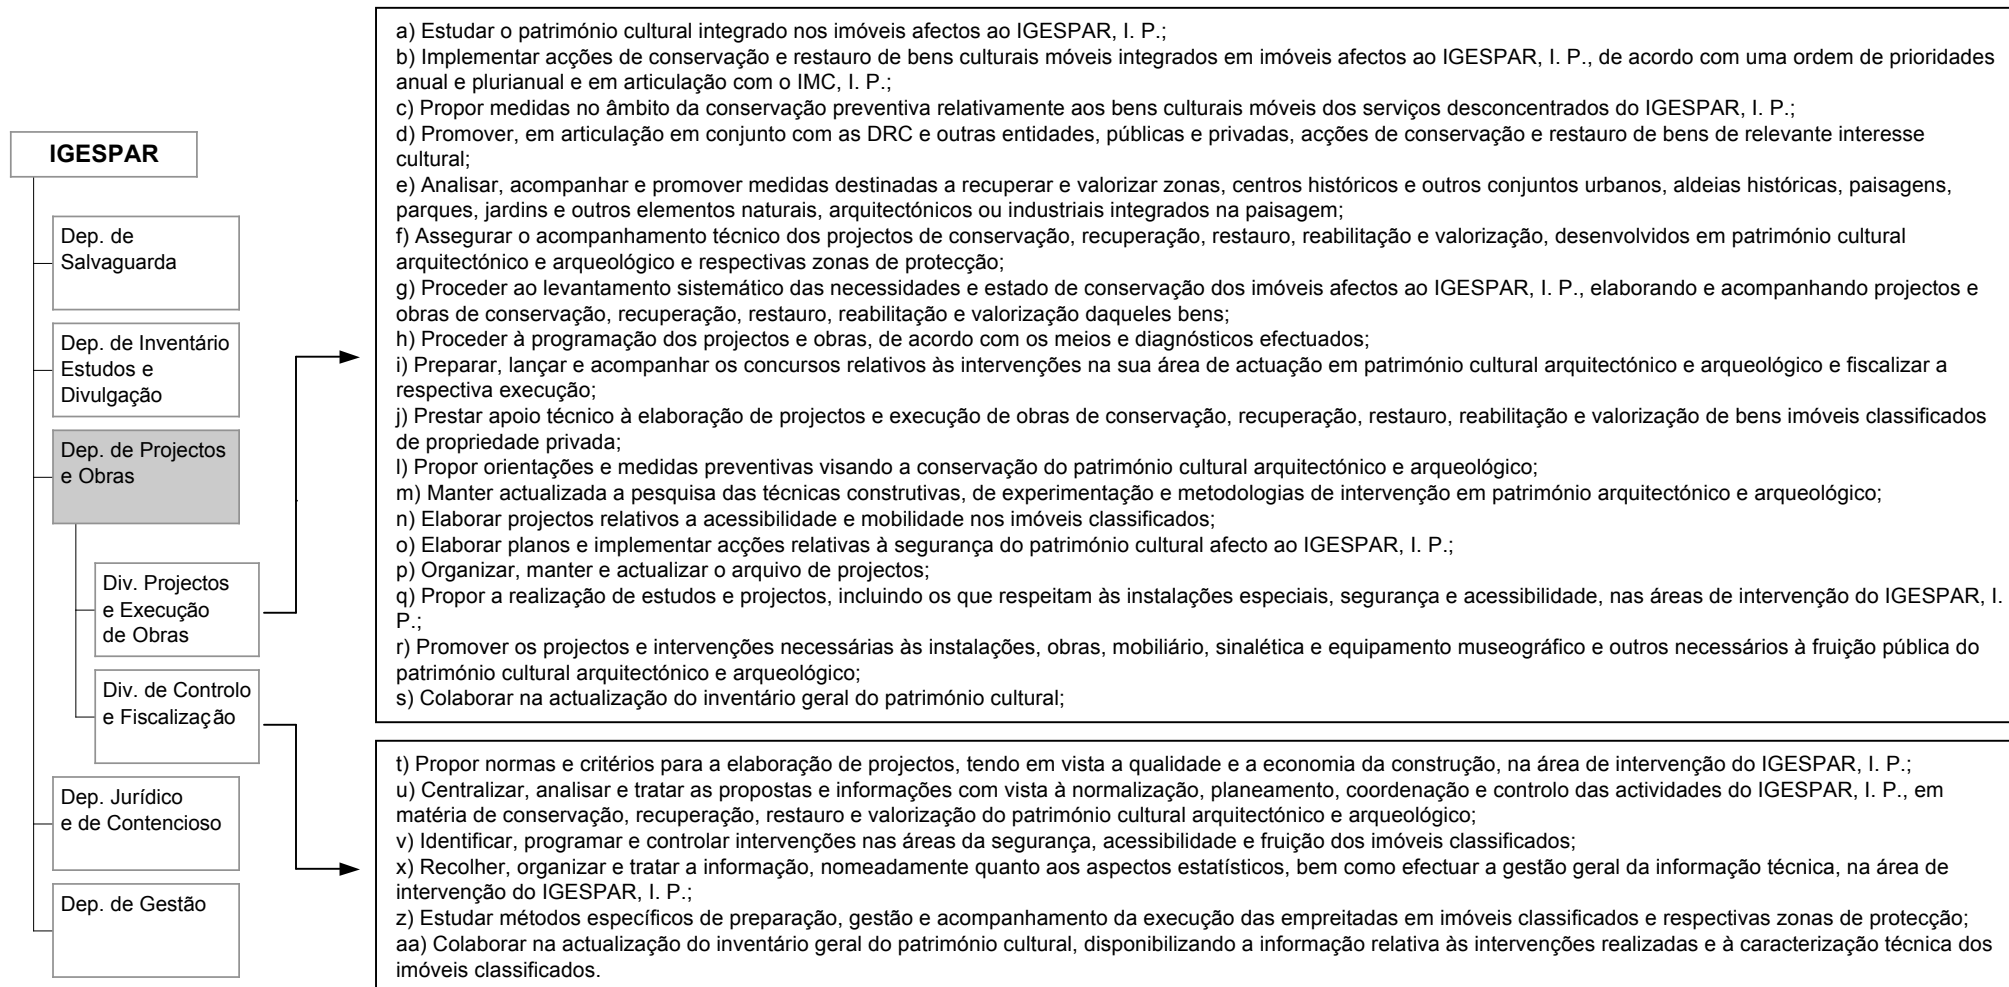 IGESPAR
Dep. de
Salvaguarda
Dep. de Inventário
Estudos e
Divulgação
Dep. de Projectos
e Obras
Div. Projectos
e Execução
de Obras
Div. de Controlo
e Fiscalização
Dep. Jurídico
e de Contencioso
Dep. de Gestão
a) Estudar o património cultural integrado nos imóveis afectos ao IGESPAR, I. P.;
b) Implementar acções de conservação e restauro de bens culturais móveis integrados em imóveis afectos ao IGESPAR, I. P., de acordo com uma ordem de prioridades
anual e plurianual e em articulação com o IMC, I. P.;
c) Propor medidas no âmbito da conservação preventiva relativamente aos bens culturais móveis dos serviços desconcentrados do IGESPAR, I. P.;
d) Promover, em articulação em conjunto com as DRC e outras entidades, públicas e privadas, acções de conservação e restauro de bens de relevante interesse
cultural;
e) Analisar, acompanhar e promover medidas destinadas a recuperar e valorizar zonas, centros históricos e outros conjuntos urbanos, aldeias históricas, paisagens,
parques, jardins e outros elementos naturais, arquitectónicos ou industriais integrados na paisagem;
f) Assegurar o acompanhamento técnico dos projectos de conservação, recuperação, restauro, reabilitação e valorização, desenvolvidos em património cultural
arquitectónico e arqueológico e respectivas zonas de protecção;
g) Proceder ao levantamento sistemático das necessidades e estado de conservação dos imóveis afectos ao IGESPAR, I. P., elaborando e acompanhando projectos e
obras de conservação, recuperação, restauro, reabilitação e valorização daqueles bens;
h) Proceder à programação dos projectos e obras, de acordo com os meios e diagnósticos efectuados;
i) Preparar, lançar e acompanhar os concursos relativos às intervenções na sua área de actuação em património cultural arquitectónico e arqueológico e fiscalizar a
respectiva execução;
j) Prestar apoio técnico à elaboração de projectos e execução de obras de conservação, recuperação, restauro, reabilitação e valorização de bens imóveis classificados
de propriedade privada;
l) Propor orientações e medidas preventivas visando a conservação do património cultural arquitectónico e arqueológico;
m) Manter actualizada a pesquisa das técnicas construtivas, de experimentação e metodologias de intervenção em património arquitectónico e arqueológico;
n) Elaborar projectos relativos a acessibilidade e mobilidade nos imóveis classificados;
o) Elaborar planos e implementar acções relativas à segurança do património cultural afecto ao IGESPAR, I. P.;
p) Organizar, manter e actualizar o arquivo de projectos;
q) Propor a realização de estudos e projectos, incluindo os que respeitam às instalações especiais, segurança e acessibilidade, nas áreas de intervenção do IGESPAR, I.
P.;
r) Promover os projectos e intervenções necessárias às instalações, obras, mobiliário, sinalética e equipamento museográfico e outros necessários à fruição pública do
património cultural arquitectónico e arqueológico;
s) Colaborar na actualização do inventário geral do património cultural;
t) Propor normas e critérios para a elaboração de projectos, tendo em vista a qualidade e a economia da construção, na área de intervenção do IGESPAR, I. P.;
u) Centralizar, analisar e tratar as propostas e informações com vista à normalização, planeamento, coordenação e controlo das actividades do IGESPAR, I. P., em
matéria de conservação, recuperação, restauro e valorização do património cultural arquitectónico e arqueológico;
v) Identificar, programar e controlar intervenções nas áreas da segurança, acessibilidade e fruição dos imóveis classificados;
x) Recolher, organizar e tratar a informação, nomeadamente quanto aos aspectos estatísticos, bem como efectuar a gestão geral da informação técnica, na área de
intervenção do IGESPAR, I. P.;
z) Estudar métodos específicos de preparação, gestão e acompanhamento da execução das empreitadas em imóveis classificados e respectivas zonas de protecção;
aa) Colaborar na actualização do inventário geral do património cultural, disponibilizando a informação relativa às intervenções realizadas e à caracterização técnica dos
imóveis classificados.